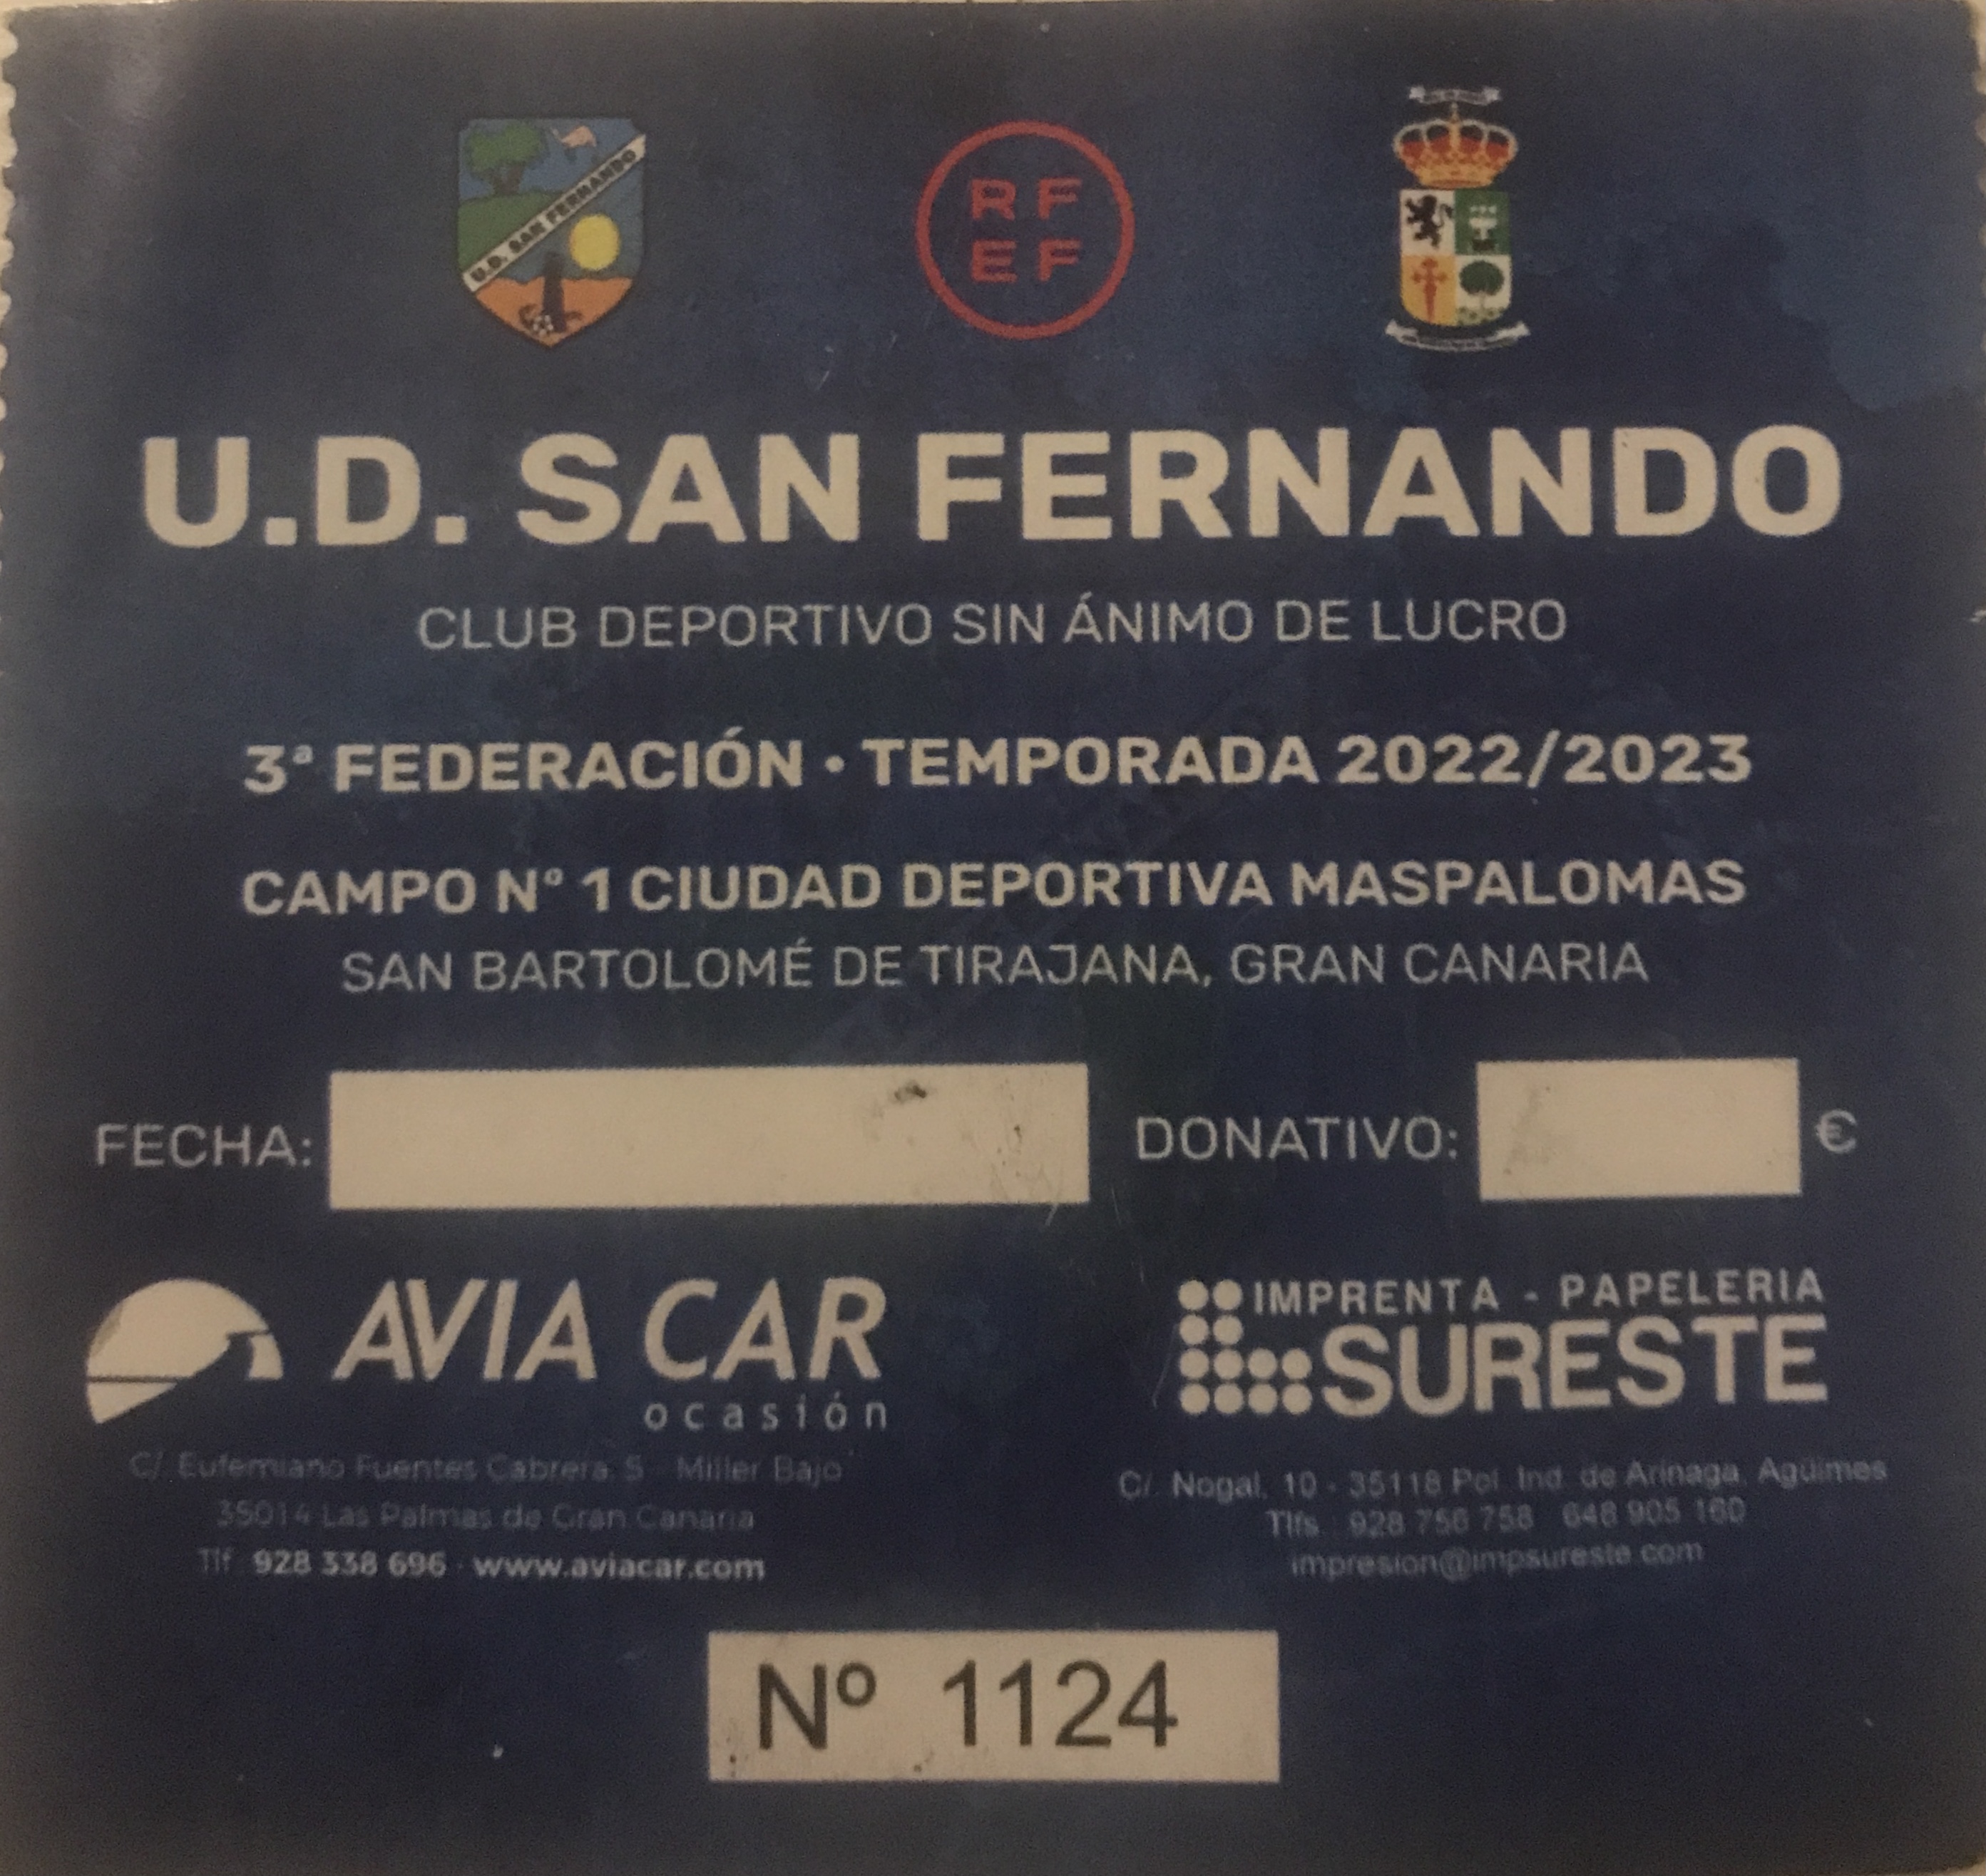 U.D. SAN FERNANDO
RF
EF
U.D. SAN FERNANDO
CLUB DEPORTIVO SIN ÁNIMO DE LUCRO
3ª FEDERACIÓN • TEMPORADA 2022/2023
CAMPO Nº 1 CIUDAD DEPORTIVA MASPALOMAS
SAN BARTOLOMÉ DE TIRAJANA, GRAN CANARIA
FECHA: DONATIVO: €
AVIA CAR
ocasión
C/. Eufemiano Fuentes Cabrera, 5 - Miller Bajo
35014 Las Palmas de Gran Canaria
Tlf. 928 338 696 · www.aviacar.com
IMPRENTA - PAPELERIA
SURESTE
C/. Nogal, 10 - 35118 Pol. Ind. de Arinaga. Agüimes
Tlfs.: 928 756 758 648 905 160
impresion@impsureste.com
Nº 1124